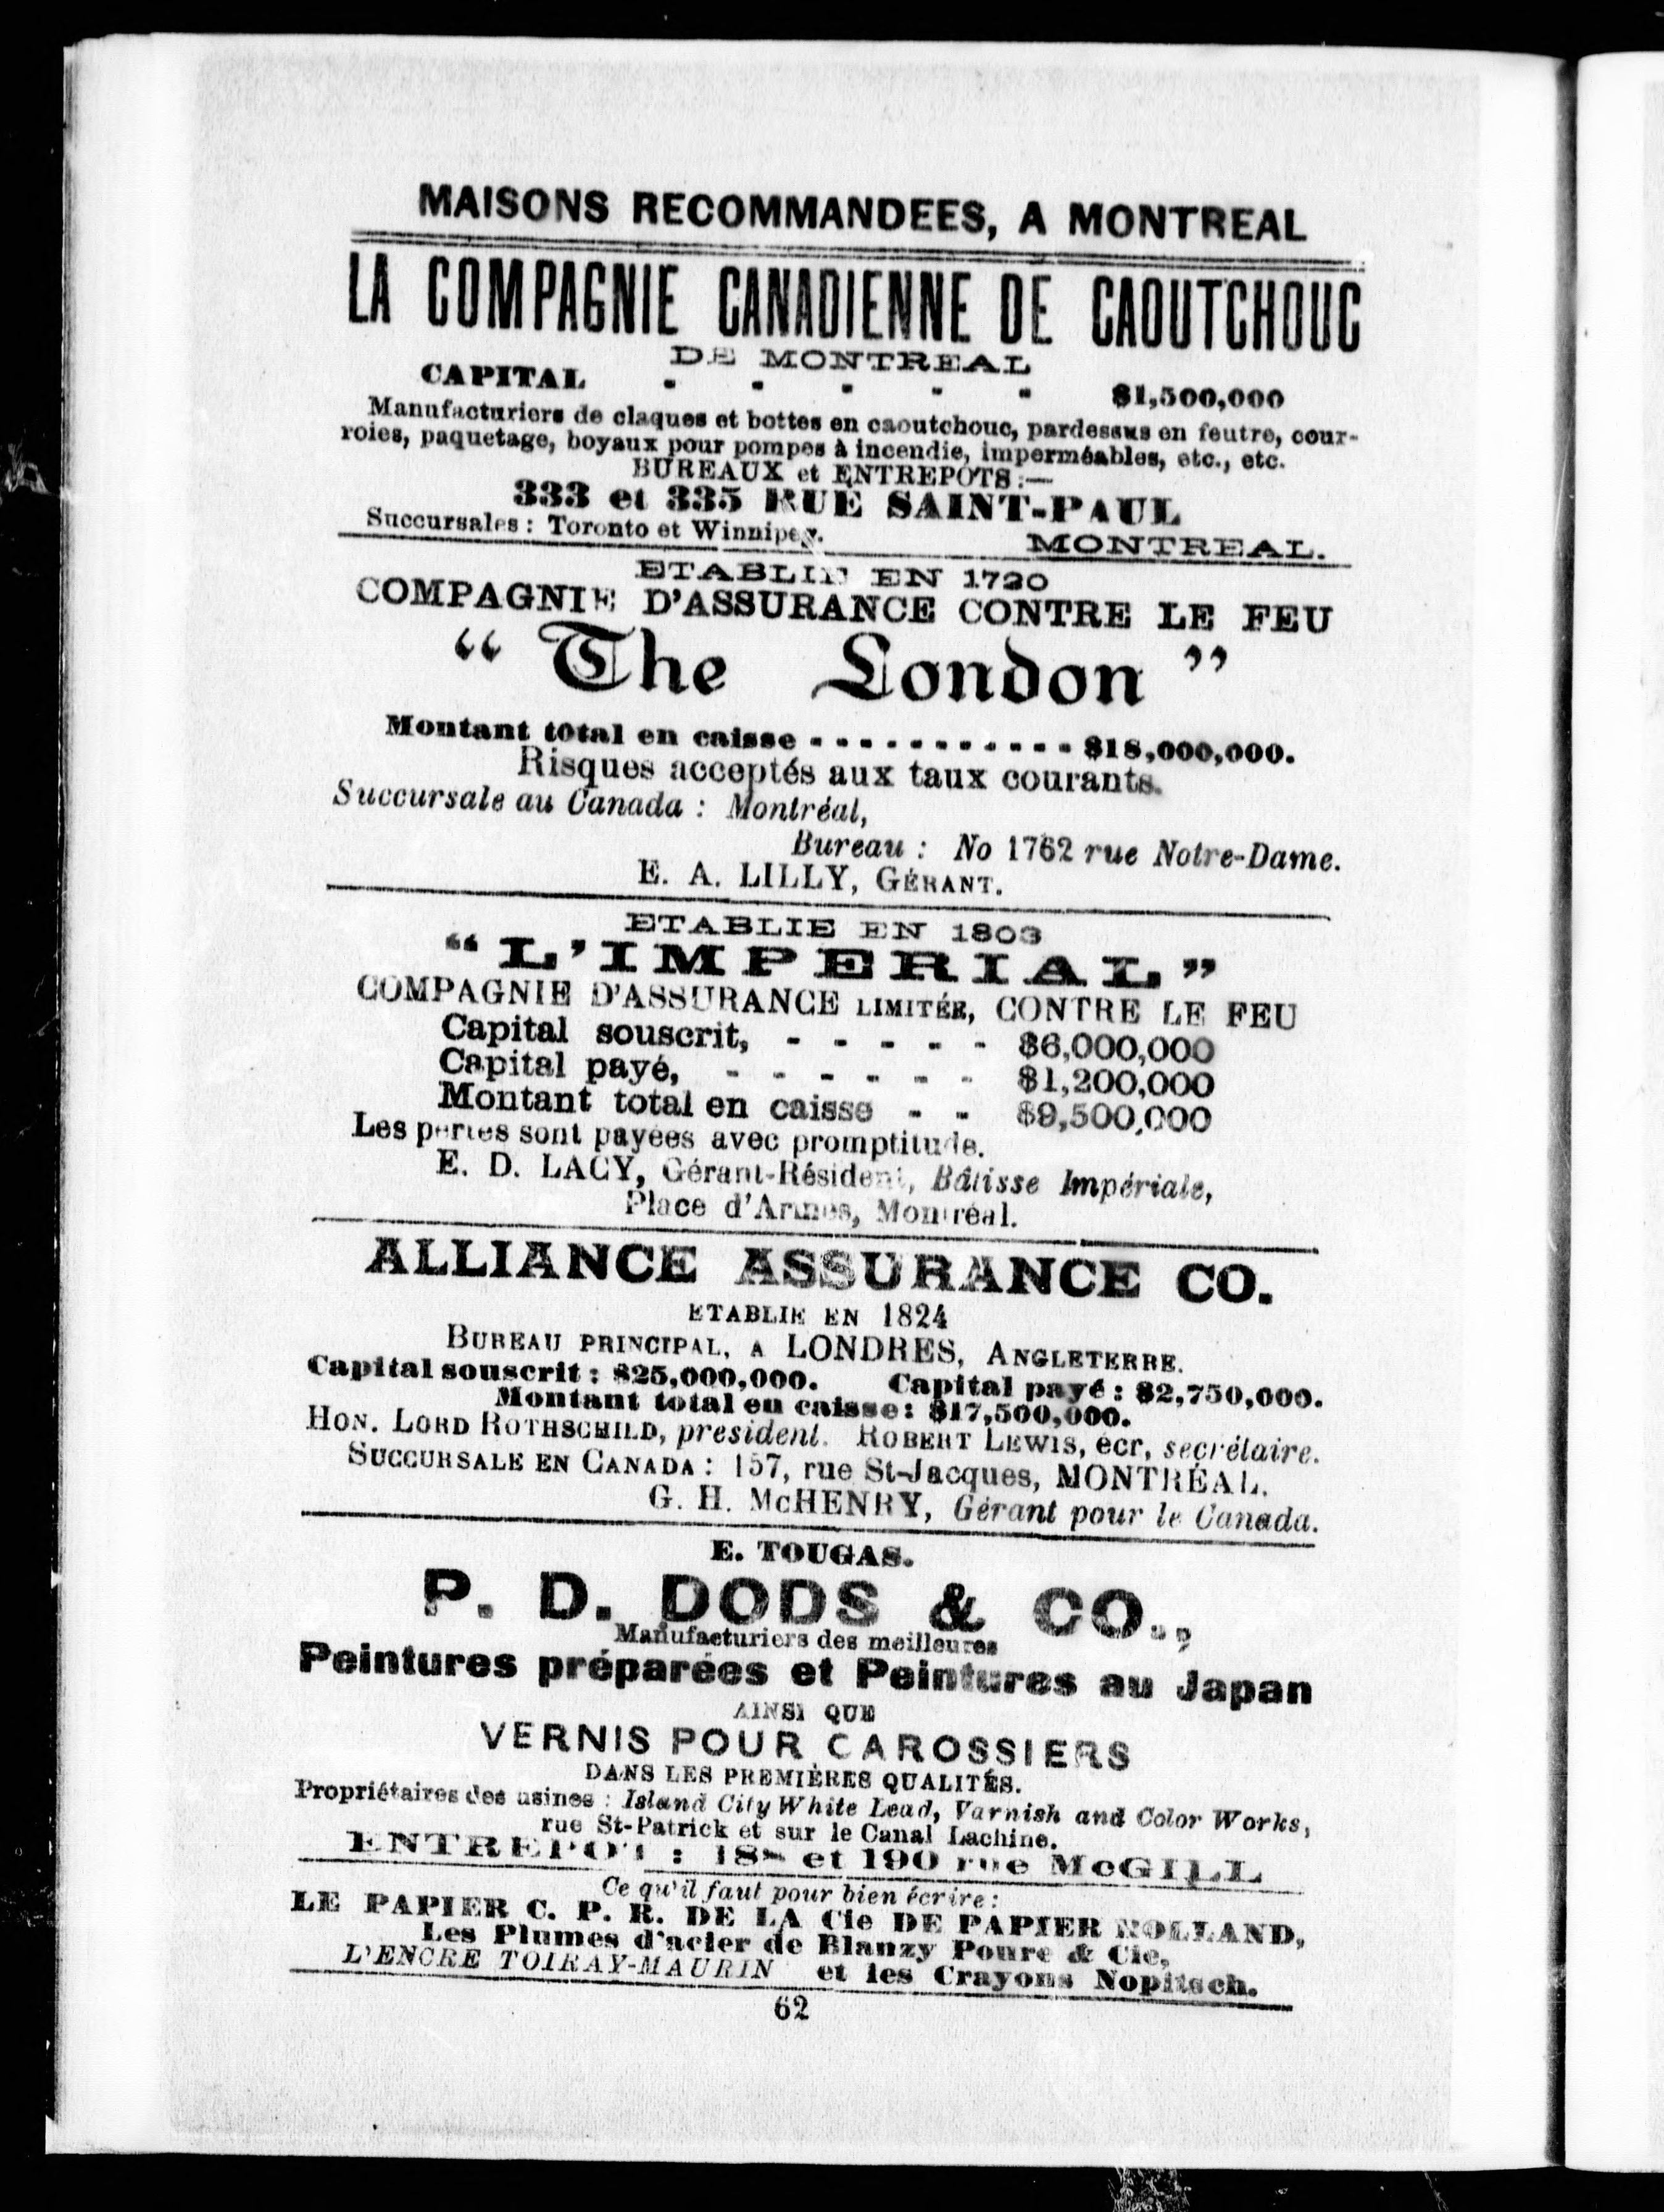 MAISONS RECOMMANDEES, A MONTREAL
LA COMPAGNIE CANADIENNE DE CAOUTCHOUC
DE MONTREAL
CAPITAL - - - - - $1,500,000
Manufacturiers de claques et bottes en caoutchouc, pardessus en feutre, cour-
roies, paquetage, boyaux pour pompes à incendie, imperméables, etc., etc.
BUREAUX et ENTREPOTS:—
333 et 335 RUE SAINT-PAUL
Succursales: Toronto et Winnipeg. MONTREAL.
ETABLIE EN 1720
COMPAGNIE D'ASSURANCE CONTRE LE FEU
“The London”
Montant total en caisse - - - - - - - - - - - $18,000,000.
Risques acceptés aux taux courants.
Succursale au Canada : Montréal,
Bureau : No 1762 rue Notre-Dame.
E. A. LILLY, GÉRANT.
ETABLIE EN 1803
“L'IMPERIAL”
COMPAGNIE D'ASSURANCE LIMITÉE, CONTRE LE FEU
Capital souscrit, - - - - - $6,000,000
Capital payé, - - - - - - $1,200,000
Montant total en caisse - - $9,500,000
Les pertes sont payées avec promptitude.
E. D. LACY, Gérant-Résident, Bâtisse Impériale,
Place d'Armes, Montréal.
ALLIANCE ASSURANCE CO.
ETABLIE EN 1824
BUREAU PRINCIPAL, A LONDRES, ANGLETERRE.
Capital souscrit : $25,000,000. Capital payé : $2,750,000.
Montant total en caisse: $17,500,000.
HON. LORD ROTHSCHILD, president. ROBERT LEWIS, écr, secrétaire.
SUCCURSALE EN CANADA : 157, rue St-Jacques, MONTRÉAL.
G. H. McHENRY, Gérant pour le Canada.
E. TOUGAS.
P. D. DODS & CO.,
Manufacturiers des meilleures
Peintures préparées et Peintures au Japan
AINSI QUE
VERNIS POUR CAROSSIERS
DANS LES PREMIÈRES QUALITÉS.
Propriétaires des usines : Island City White Lead, Varnish and Color Works,
rue St-Patrick et sur le Canal Lachine.
ENTREPOT : et 190 rue McGILL
Ce qu'il faut pour bien écrire:
LE PAPIER C. P. R. DE LA Cie DE PAPIER ROLLAND,
Les Plumes d'acier de Blanzy Poure & Cie,
L'ENCRE TOIRAY-MAURIN et les Crayons Nopitsch.
62